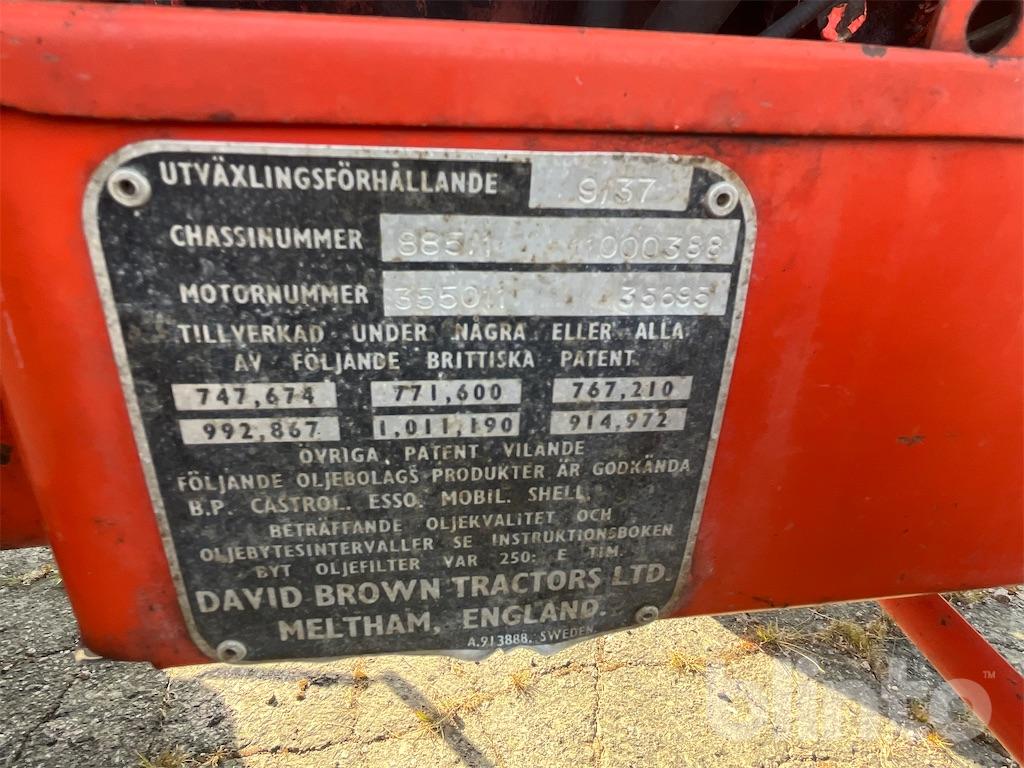 UTVÄXLINGSFÖRHÅLLANDE 9/37
CHASSINUMMER 885/1 11000388
MOTORNUMMER 35695
TILLVERKAD UNDER NÅGRA ELLER ALLA
AV FÖLJANDE BRITTISKA PATENT
747,674 771,600 767,210
992,867 1,011,190 914,972
ÖVRIGA. PATENT VILANDE
FÖLJANDE OLJEBOLAGS PRODUKTER ÄR GODKÄNDA
B.P. CASTROL. ESSO. MOBIL. SHELL.
BETRÄFFANDE OLJEKVALITET OCH
OLJEBYTESINTERVALLER SE INSTRUKTIONSBOKEN
BYT OLJEFILTER VAR 250: E TIM.
DAVID BROWN TRACTORS LTD.
MELTHAM, ENGLAND.
A.913888. SWEDEN
blinto™